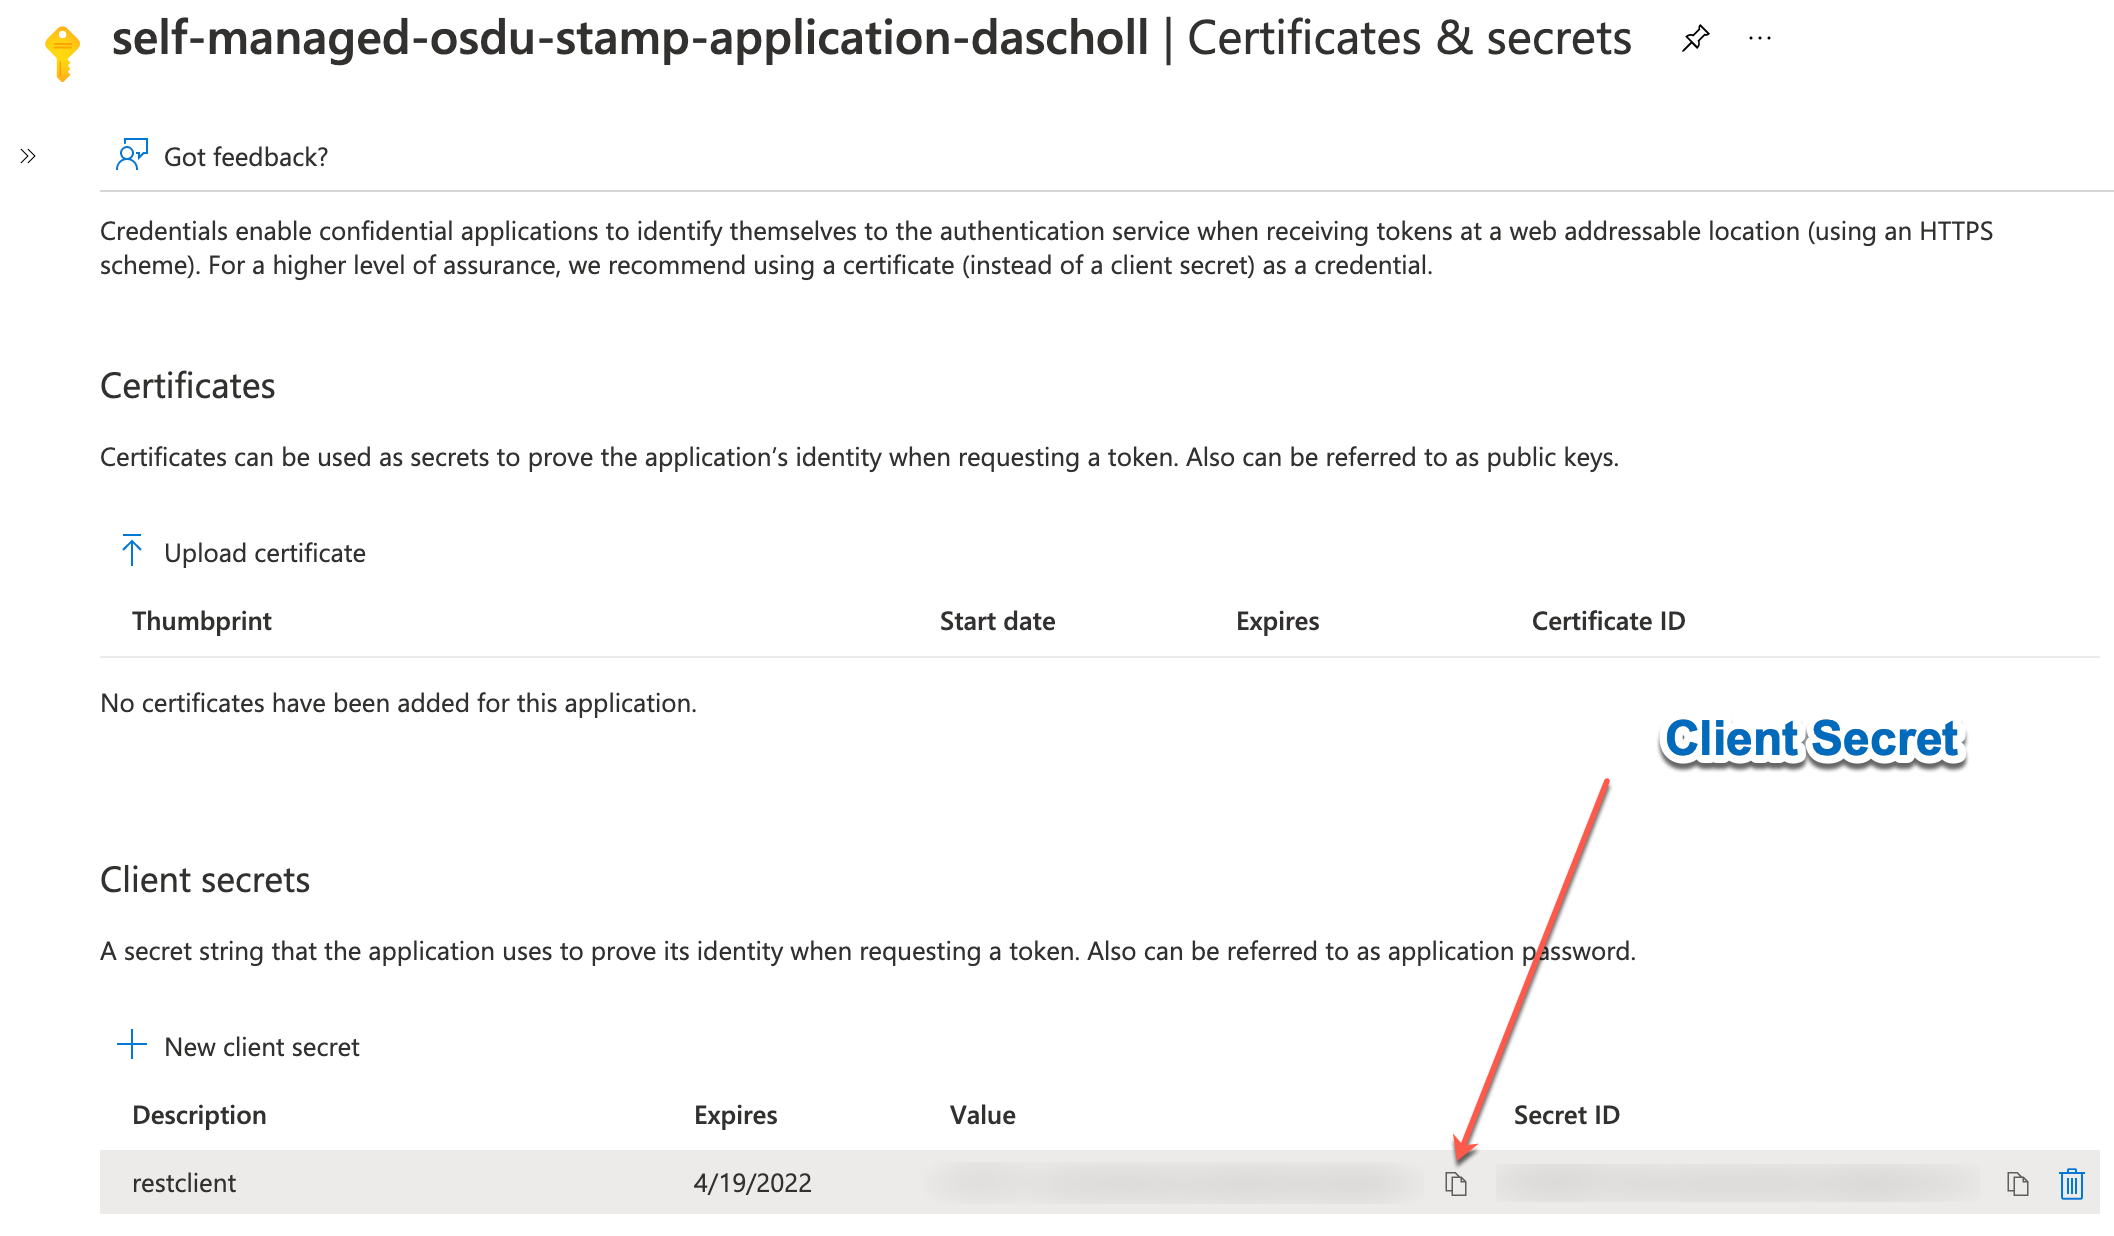 self-managed-osdu-stamp-application-dascholl | Certificates & secrets
Got feedback?
Credentials enable confidential applications to identify themselves to the authentication service when receiving tokens at a web addressable location (using an HTTPS
scheme). For a higher level of assurance, we recommend using a certificate (instead of a client secret) as a credential.
Certificates
Certificates can be used as secrets to prove the application’s identity when requesting a token. Also can be referred to as public keys.
Upload certificate
Thumbprint Start date Expires Certificate ID
No certificates have been added for this application.
Client Secret
Client secrets
A secret string that the application uses to prove its identity when requesting a token. Also can be referred to as application password.
New client secret
Description Expires Value Secret ID
restclient 4/19/2022